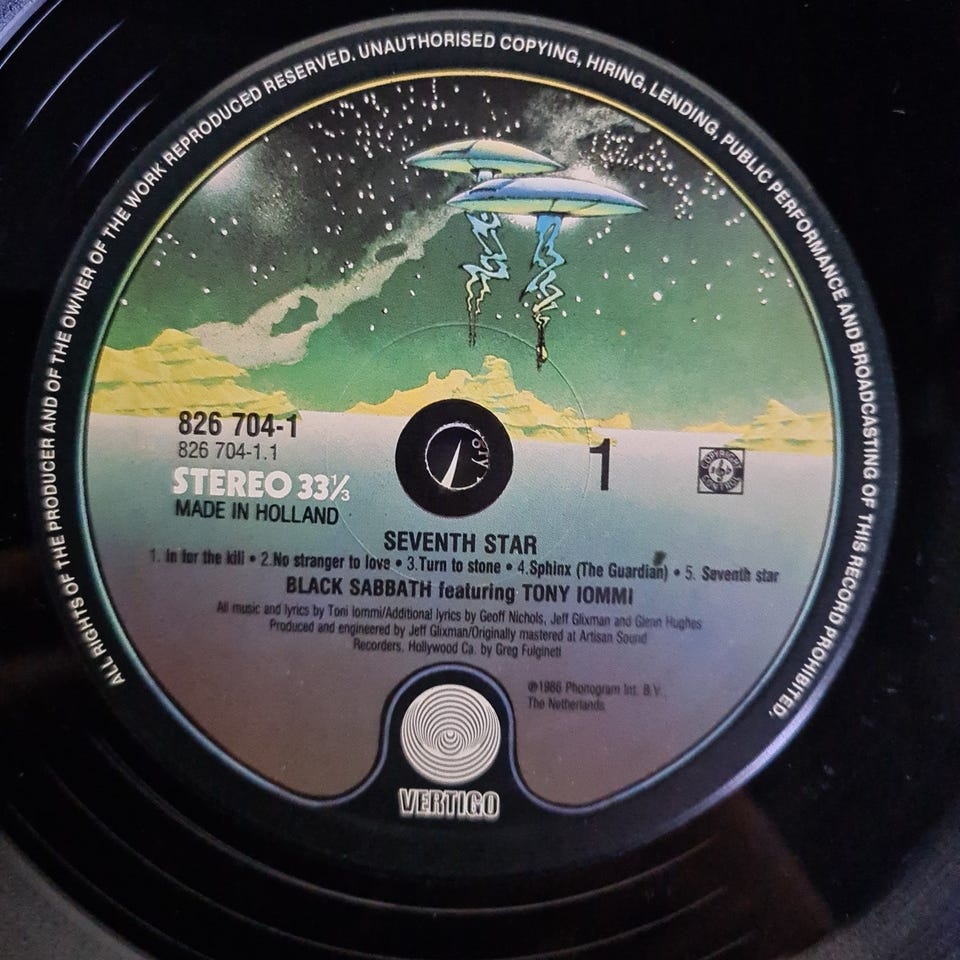 ALL RIGHTS OF THE PRODUCER AND OF THE OWNER OF THE WORK REPRODUCED RESERVED. UNAUTHORISED COPYING, HIRING, LENDING, PUBLIC PERFORMANCE AND BROADCASTING OF THIS RECORD PROHIBITED.
826 704-1
826 704-1.1
STEREO 33⅓
MADE IN HOLLAND
1
COPYRIGHT
CONTROL
SEVENTH STAR
1. In for the kill • 2.No stranger to love • 3.Turn to stone • 4.Sphinx (The Guardian) • 5. Seventh star
BLACK SABBATH featuring TONY IOMMI
All music and lyrics by Toni Iommi/Additional lyrics by Geoff Nichols, Jeff Glixman and Glenn Hughes
Produced and engineered by Jeff Glixman/Originally mastered at Artisan Sound
Recorders, Hollywood Ca. by Greg Fulgineti
℗1986 Phonogram Int. B.V.,
The Netherlands
VERTIGO